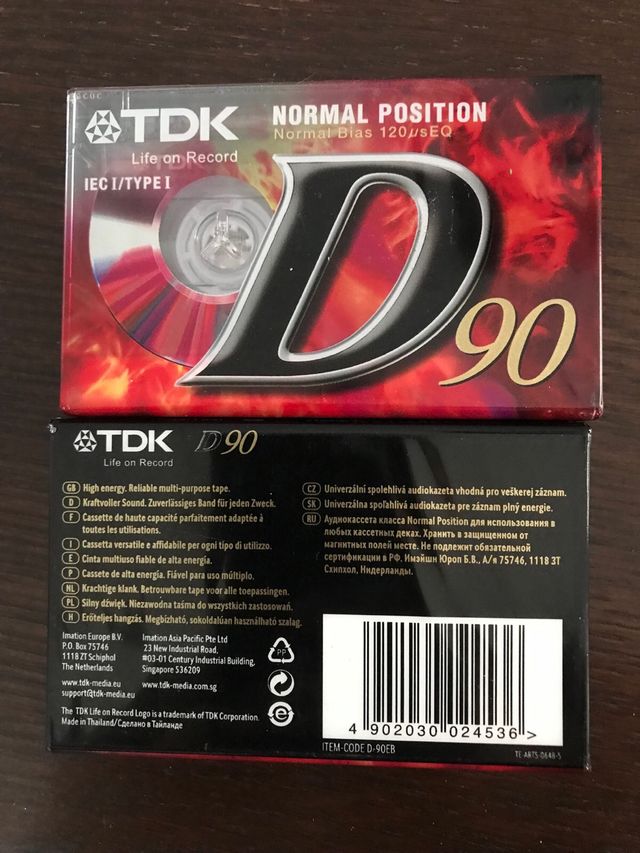 TDK
Life on Record
NORMAL POSITION
Normal Bias 120µsEQ
IEC I/TYPE I
D90
TDK
Life on Record
D90
GB High energy. Reliable multi-purpose tape.
D Kraftvoller Sound. Zuverlässiges Band für jeden Zweck.
F Cassette de haute capacité parfaitement adaptée à
toutes les utilisations.
I Cassetta versatile e affidabile per ogni tipo di utilizzo.
E Cinta multiuso fiable de alta energía.
P Cassete de alta energia. Fiável para uso múltiplo.
NL Krachtige klank. Betrouwbare tape voor alle toepassingen.
PL Silny dźwięk. Niezawodna taśma do wszystkich zastosowań.
H Erőteljes hangzás. Megbízható, sokoldalúan használható szalag.
CZ Univerzální spolehlivá audiokazeta vhodná pro veškerej záznam.
SK Univerzálna spoľahlivá audiokazeta pre záznam plný energie.
RU Аудиокассета класса Normal Position для использования в
любых кассетных деках. Хранить в защищенном от
магнитных полей месте. Не подлежит обязательной
сертификации в РФ. Имэйшн Юроп Б.В., А/я 75746, 1118 ЗТ
Схипхол, Нидерланды.
Imation Europe B.V.
P.O. Box 75746
1118 ZT Schiphol
The Netherlands
www.tdk-media.eu
support@tdk-media.eu
Imation Asia Pacific Pte Ltd
23 New Industrial Road,
#03-01 Century Industrial Building,
Singapore 536209
www.tdk-media.com.sg
PP
The TDK Life on Record Logo is a trademark of TDK Corporation.
Made in Thailand/Сделано в Таиланде
4 902030 024536 >
ITEM-CODE D-90EB
TE-ARTS-0648-5